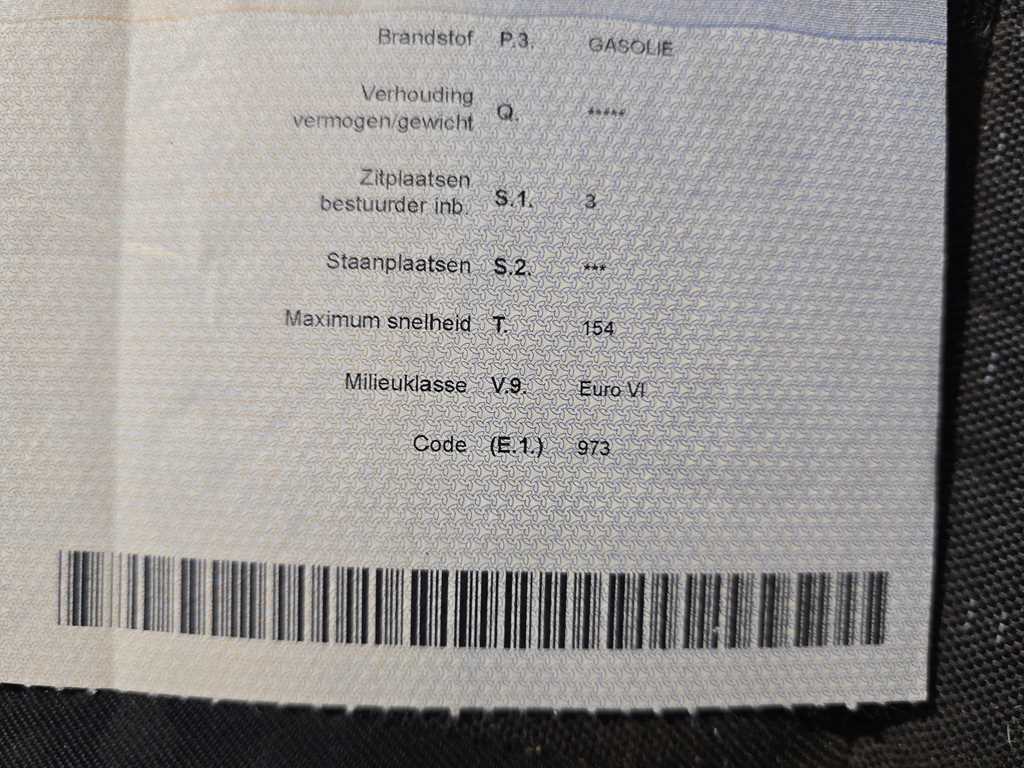 Brandstof P.3. GASOLIE
Verhouding
vermogen/gewicht Q. *****
Zitplaatsen
bestuurder inb. S.1. 3
Staanplaatsen S.2. ***
Maximum snelheid T. 154
Milieuklasse V.9. Euro VI
Code (E.1.) 973